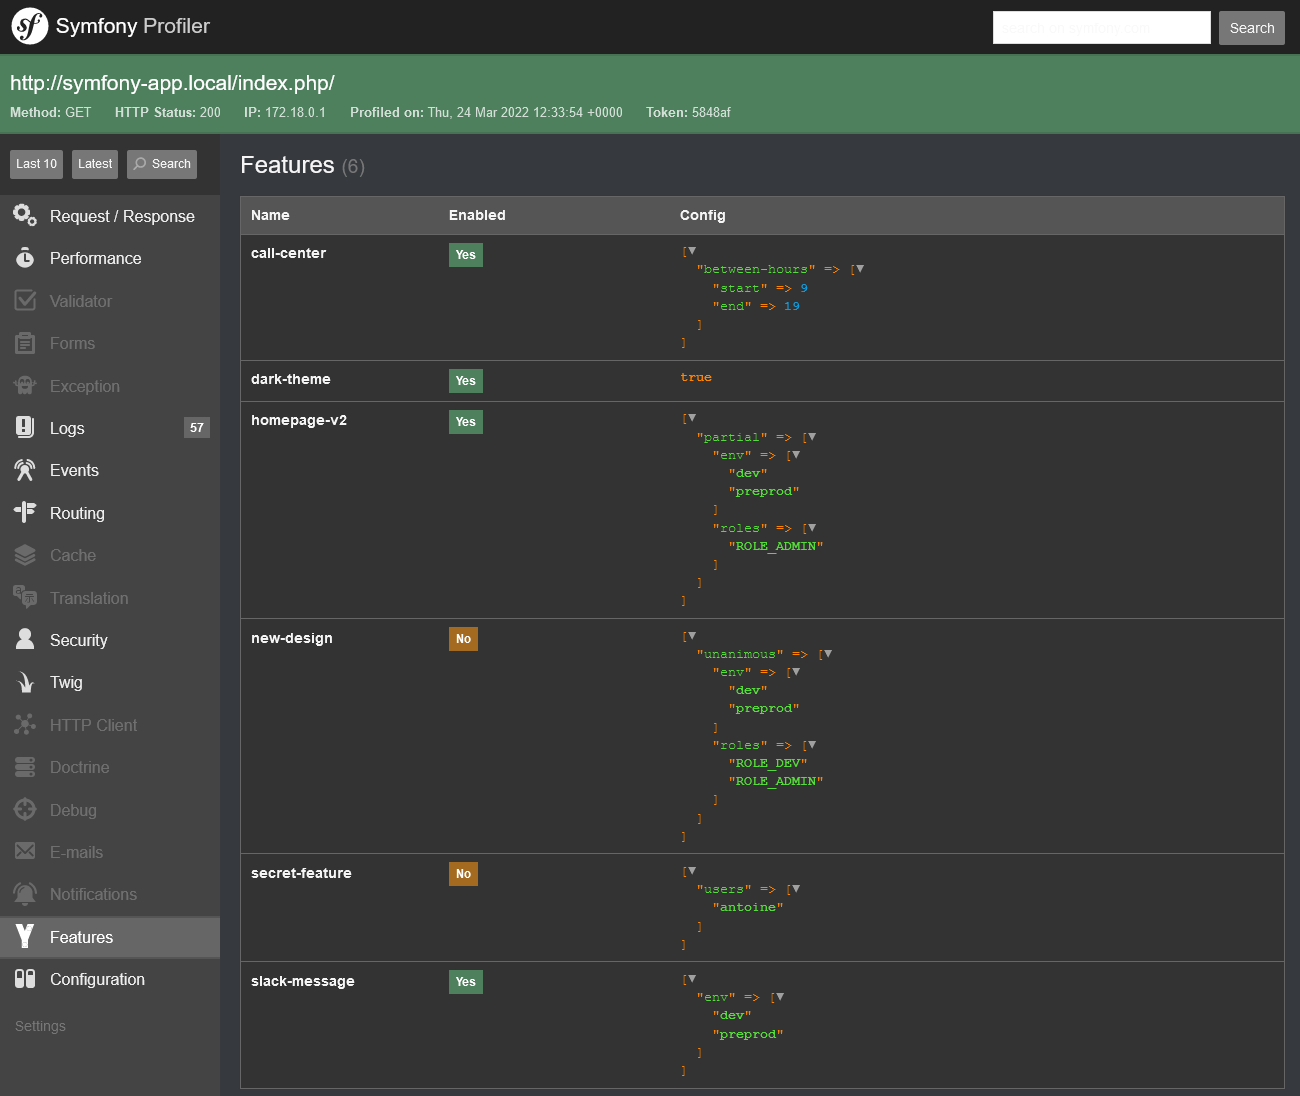 sf Symfony Profiler
Search
http://symfony-app.local/index.php/
Method: GET HTTP Status: 200 IP: 172.18.0.1 Profiled on: Thu, 24 Mar 2022 12:33:54 +0000 Token: 5848af
Last 10 Latest Search
Request / Response
Performance
Validator
Forms
Exception
Logs 57
Events
Routing
Cache
Translation
Security
Twig
HTTP Client
Doctrine
Debug
E-mails
Notifications
Features
Configuration
Settings
Features (6)
Name Enabled Config
call-center Yes [▼
"between-hours" => [▼
"start" => 9
"end" => 19
]
]
dark-theme Yes true
homepage-v2 Yes [▼
"partial" => [▼
"env" => [▼
"dev"
"preprod"
]
"roles" => [▼
"ROLE_ADMIN"
]
]
]
new-design No [▼
"unanimous" => [▼
"env" => [▼
"dev"
"preprod"
]
"roles" => [▼
"ROLE_DEV"
"ROLE_ADMIN"
]
]
]
secret-feature No [▼
"users" => [▼
"antoine"
]
]
slack-message Yes [▼
"env" => [▼
"dev"
"preprod"
]
]